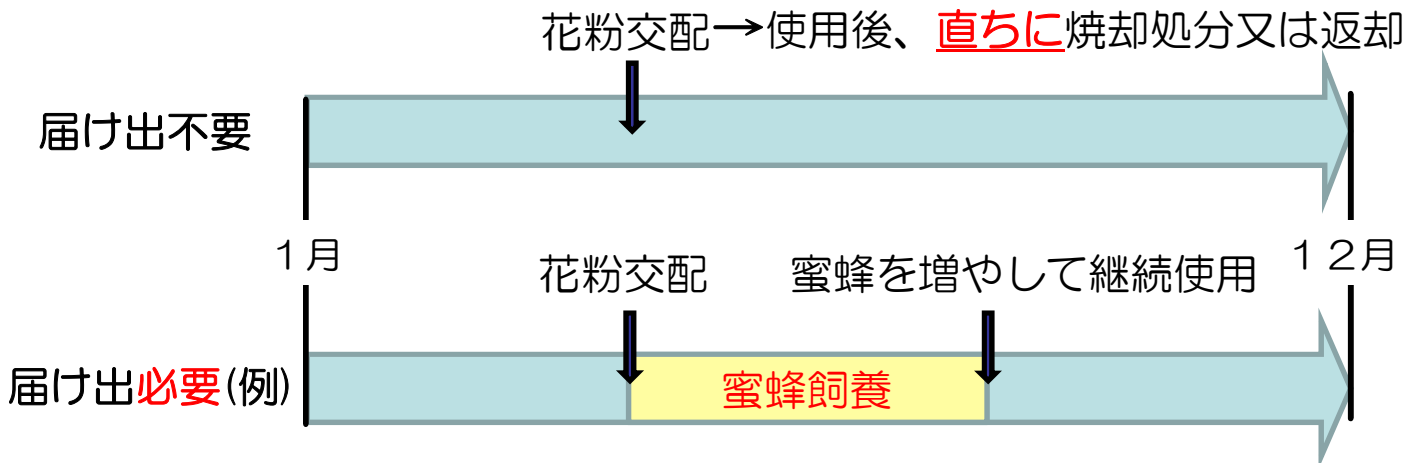 花粉交配→使用後、直ちに焼却処分又は返却
届け出不要
1月
12月
花粉交配
蜜蜂を増やして継続使用
届け出必要(例)
蜜蜂飼養